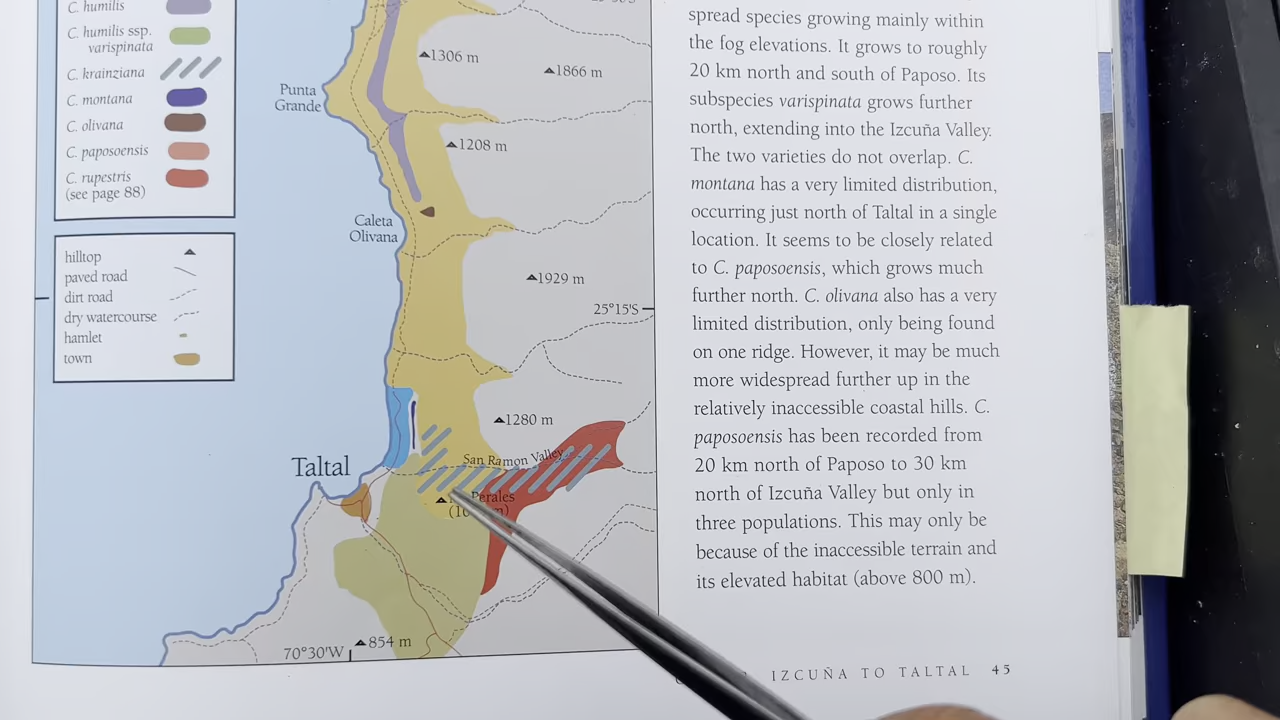 C. humilis
C. humilis ssp.
varispinata
C. krainziana
C. montana
C. olivana
C. paposoensis
C. rupestris
(see page 88)
hilltop
paved road
dirt road
dry watercourse
hamlet
town
1306 m
1866 m
Punta
Grande
1208 m
Caleta
Olivana
1929 m
25°15'S
1280 m
San Ramon Valley
Taltal
Perales
70°30'W
854 m
spread species growing mainly within
the fog elevations. It grows to roughly
20 km north and south of Paposo. Its
subspecies varispinata grows further
north, extending into the Izcuña Valley.
The two varieties do not overlap. C.
montana has a very limited distribution,
occurring just north of Taltal in a single
location. It seems to be closely related
to C. paposoensis, which grows much
further north. C. olivana also has a very
limited distribution, only being found
on one ridge. However, it may be much
more widespread further up in the
relatively inaccessible coastal hills. C.
paposoensis has been recorded from
20 km north of Paposo to 30 km
north of Izcuña Valley but only in
three populations. This may only be
because of the inaccessible terrain and
its elevated habitat (above 800 m).
IZCUÑA TO TALTAL 45